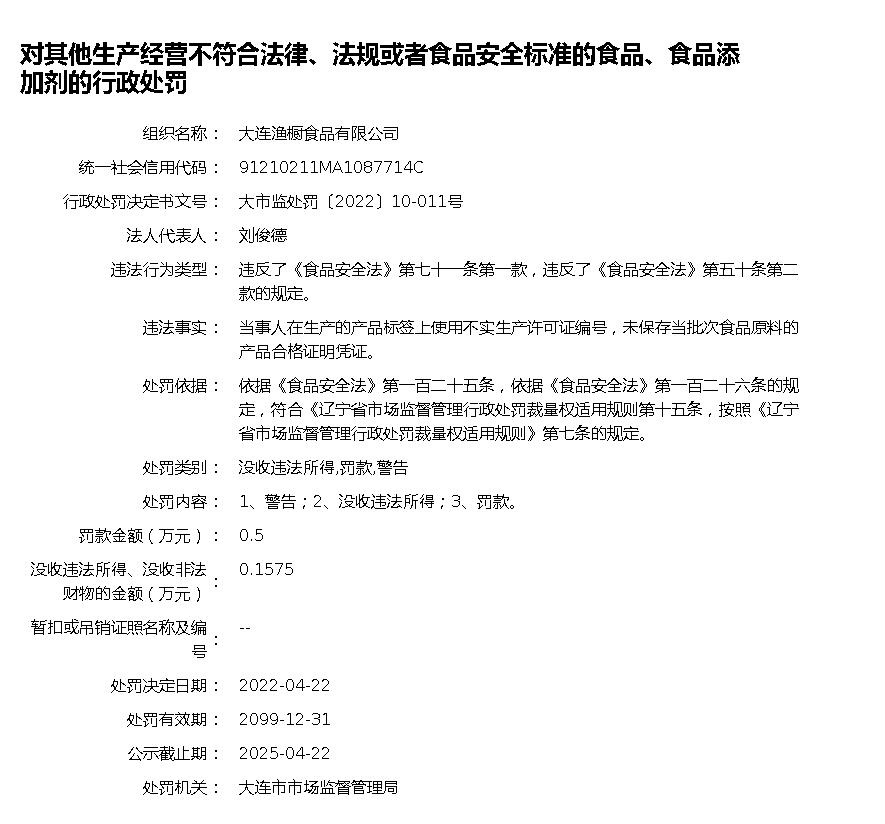 对其他生产经营不符合法律、法规或者食品安全标准的食品、食品添
加剂的行政处罚
组织名称： 大连渔橱食品有限公司
统一社会信用代码： 91210211MA1087714C
行政处罚决定书文号： 大市监处罚〔2022〕10-011号
法人代表人： 刘俊德
违法行为类型： 违反了《食品安全法》第七十一条第一款，违反了《食品安全法》第五十条第二
款的规定。
违法事实： 当事人在生产的产品标签上使用不实生产许可证编号，未保存当批次食品原料的
产品合格证明凭证。
处罚依据： 依据《食品安全法》第一百二十五条，依据《食品安全法》第一百二十六条的规
定，符合《辽宁省市场监督管理行政处罚裁量权适用规则第十五条，按照《辽宁
省市场监督管理行政处罚裁量权适用规则》第七条的规定。
处罚类别： 没收违法所得,罚款,警告
处罚内容： 1、警告；2、没收违法所得；3、罚款。
罚款金额（万元）： 0.5
没收违法所得、没收非法
财物的金额（万元）： 0.1575
暂扣或吊销证照名称及编
号： --
处罚决定日期： 2022-04-22
处罚有效期： 2099-12-31
公示截止期： 2025-04-22
处罚机关： 大连市市场监督管理局